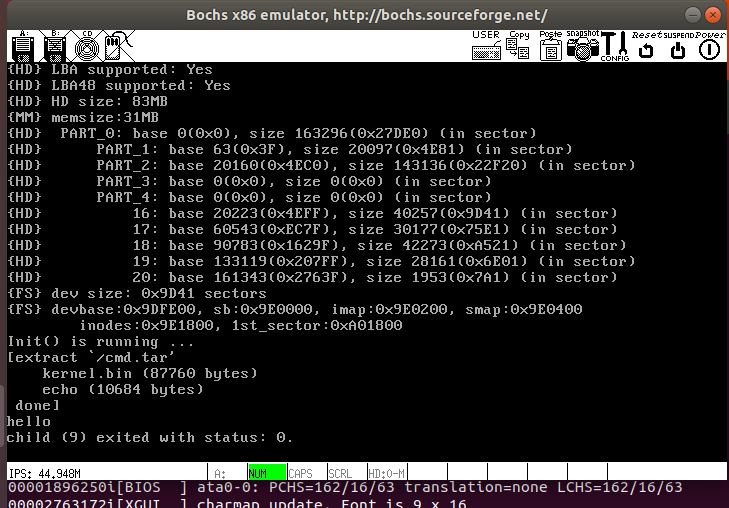 Bochs x86 emulator, http://bochs.sourceforge.net/
A: B: CD USER Copy Paste snapshot CONFIG Reset SUSPEND Power
{HD} LBA supported: Yes
{HD} LBA48 supported: Yes
{HD} HD size: 83MB
{MM} memsize:31MB
{HD}  PART_0: base 0(0x0), size 163296(0x27DE0) (in sector)
{HD}      PART_1: base 63(0x3F), size 20097(0x4E81) (in sector)
{HD}      PART_2: base 20160(0x4EC0), size 143136(0x22F20) (in sector)
{HD}      PART_3: base 0(0x0), size 0(0x0) (in sector)
{HD}      PART_4: base 0(0x0), size 0(0x0) (in sector)
{HD}          16: base 20223(0x4EFF), size 40257(0x9D41) (in sector)
{HD}          17: base 60543(0xEC7F), size 30177(0x75E1) (in sector)
{HD}          18: base 90783(0x1629F), size 42273(0xA521) (in sector)
{HD}          19: base 133119(0x207FF), size 28161(0x6E01) (in sector)
{HD}          20: base 161343(0x2763F), size 1953(0x7A1) (in sector)
{FS} dev size: 0x9D41 sectors
{FS} devbase:0x9DFE00, sb:0x9E0000, imap:0x9E0200, smap:0x9E0400
        inodes:0x9E1800, 1st_sector:0xA01800
Init() is running ...
[extract `/cmd.tar'
    kernel.bin (87760 bytes)
    echo (10684 bytes)
 done]
hello
child (9) exited with status: 0.
IPS: 44.948M A: NUM CAPS SCRL HD:0-M
00001896250i[BIOS  ] ata0-0: PCHS=162/16/63 translation=none LCHS=162/16/63
00002763172i[XGUI  ] charmap update. Font is 9 x 16